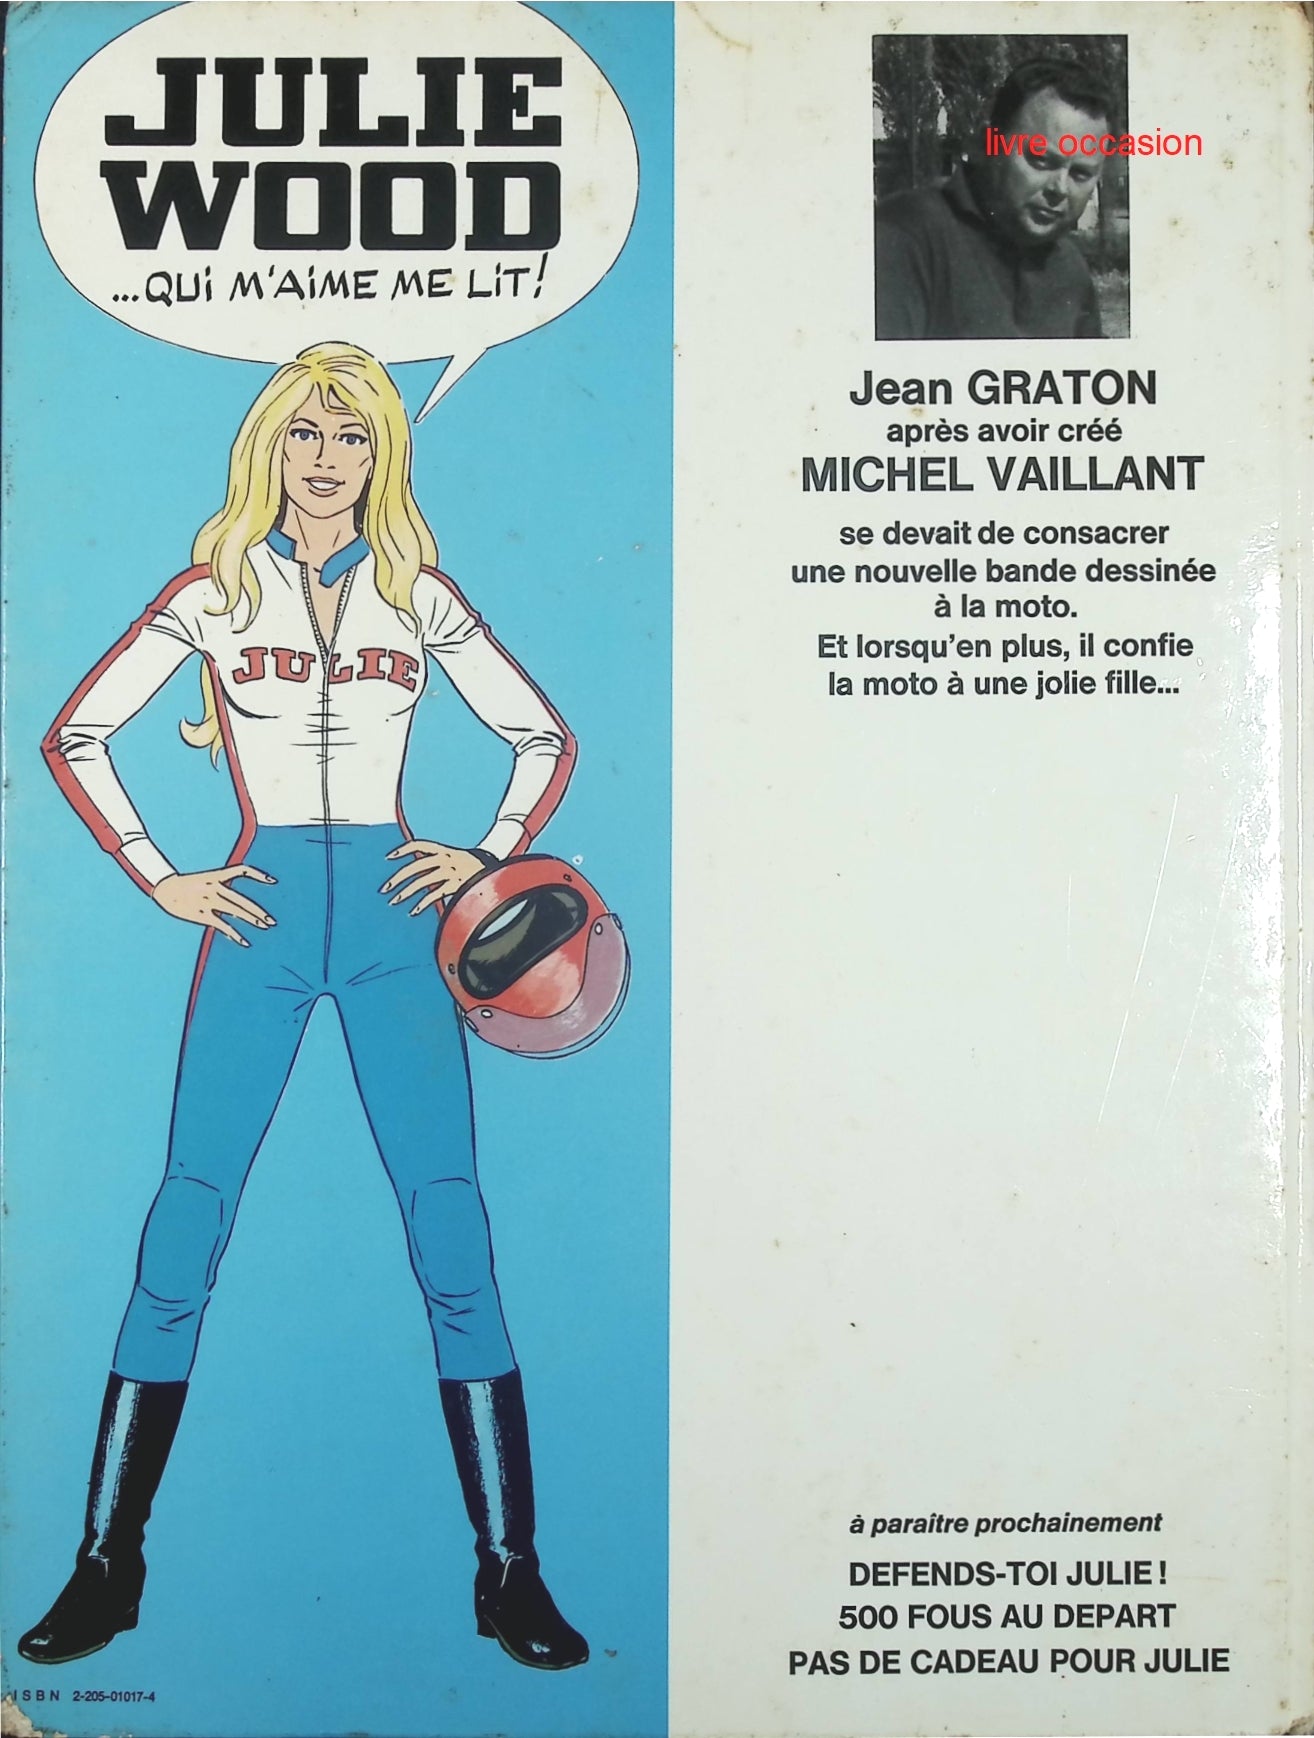 JULIE
WOOD
...QUi M'AiME ME LiT!
JULIE
ISBN 2-205-01017-4
livre occasion
Jean GRATON
après avoir créé
MICHEL VAILLANT
se devait de consacrer
une nouvelle bande dessinée
à la moto.
Et lorsqu'en plus, il confie
la moto à une jolie fille...
à paraître prochainement
DEFENDS-TOI JULIE !
500 FOUS AU DEPART
PAS DE CADEAU POUR JULIE